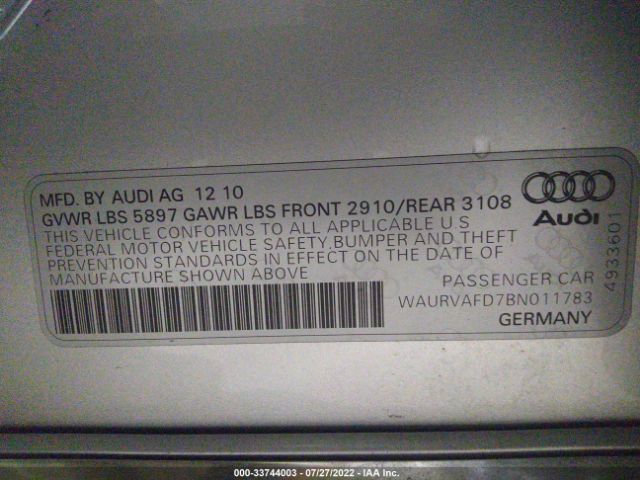 MFD. BY AUDI AG 12 10
GVWR LBS 5897 GAWR LBS FRONT 2910/REAR 3108
THIS VEHICLE CONFORMS TO ALL APPLICABLE U S
FEDERAL MOTOR VEHICLE SAFETY,BUMPER AND THEFT
PREVENTION STANDARDS IN EFFECT ON THE DATE OF
MANUFACTURE SHOWN ABOVE
Audi
4933601
PASSENGER CAR
WAURVAFD7BN011783
GERMANY
000-33744003 - 07/27/2022 - IAA Inc.